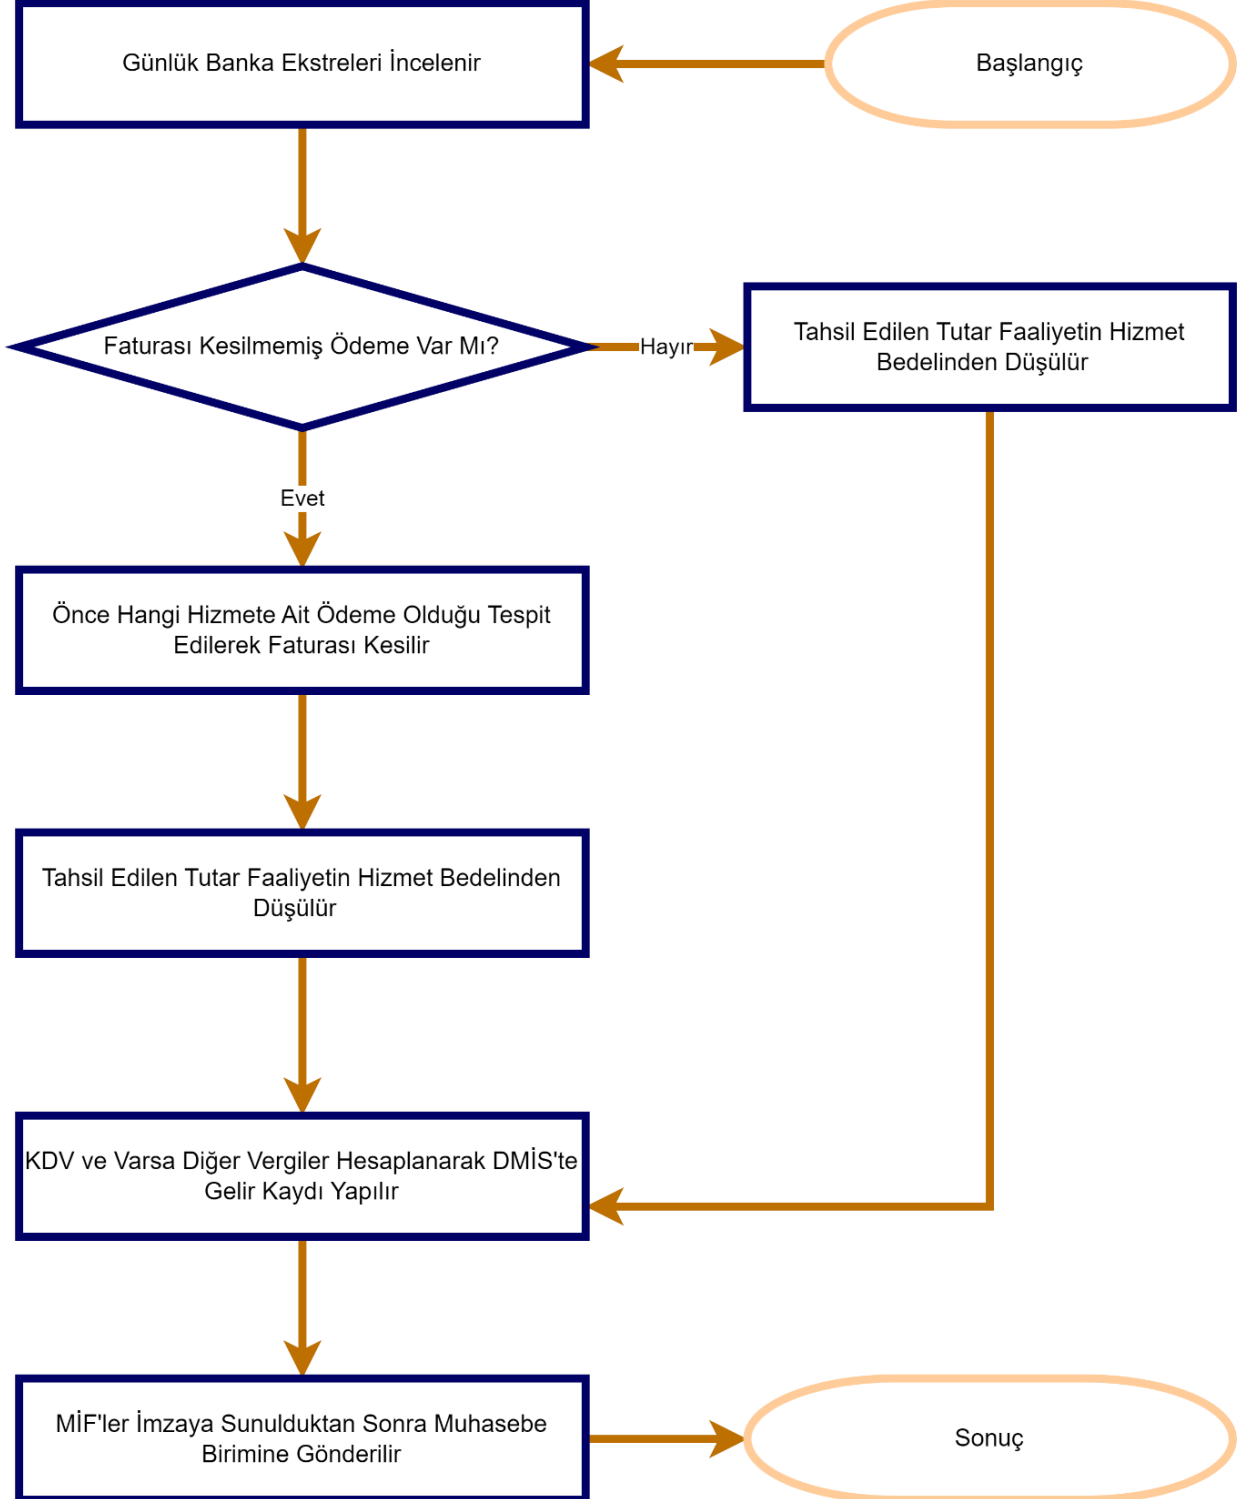 Başlangıç
Günlük Banka Ekstreleri İncelenir
Faturası Kesilmemiş Ödeme Var Mı?
Hayır
Tahsil Edilen Tutar Faaliyetin Hizmet
Bedelinden Düşülür
Evet
Önce Hangi Hizmete Ait Ödeme Olduğu Tespit
Edilerek Faturası Kesilir
Tahsil Edilen Tutar Faaliyetin Hizmet Bedelinden
Düşülür
KDV ve Varsa Diğer Vergiler Hesaplanarak DMİS'te
Gelir Kaydı Yapılır
MİF'ler İmzaya Sunulduktan Sonra Muhasebe
Birimine Gönderilir
Sonuç